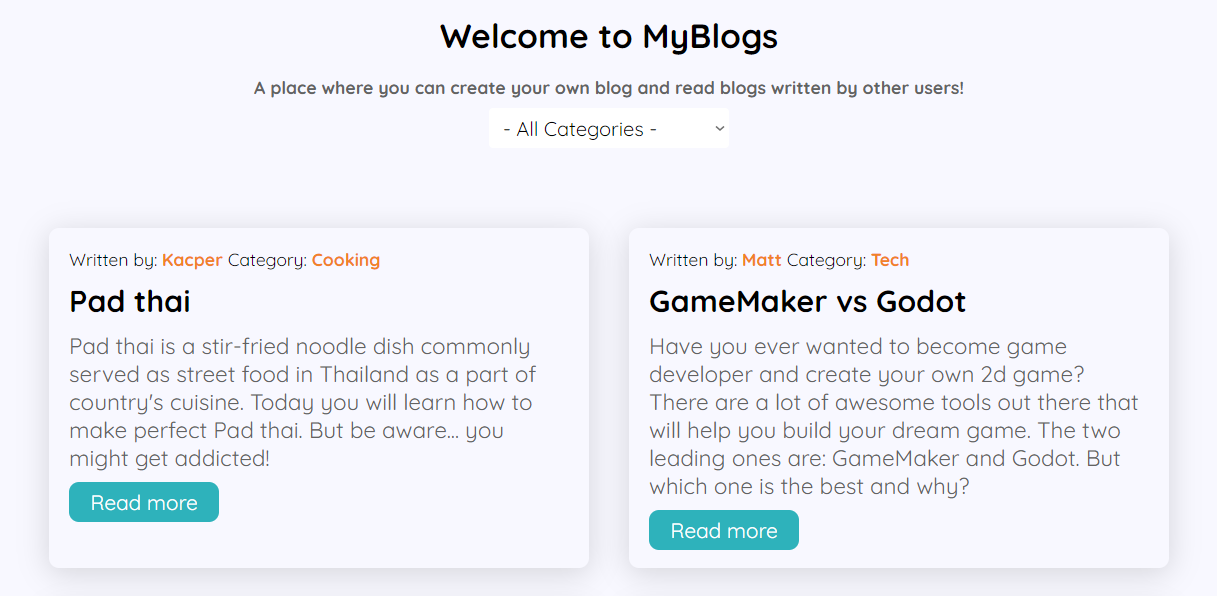 Welcome to MyBlogs
A place where you can create your own blog and read blogs written by other users!
- All Categories -
Written by: Kacper Category: Cooking
Pad thai
Pad thai is a stir-fried noodle dish commonly
served as street food in Thailand as a part of
country's cuisine. Today you will learn how to
make perfect Pad thai. But be aware... you
might get addicted!
Read more
Written by: Matt Category: Tech
GameMaker vs Godot
Have you ever wanted to become game
developer and create your own 2d game?
There are a lot of awesome tools out there that
will help you build your dream game. The two
leading ones are: GameMaker and Godot. But
which one is the best and why?
Read more